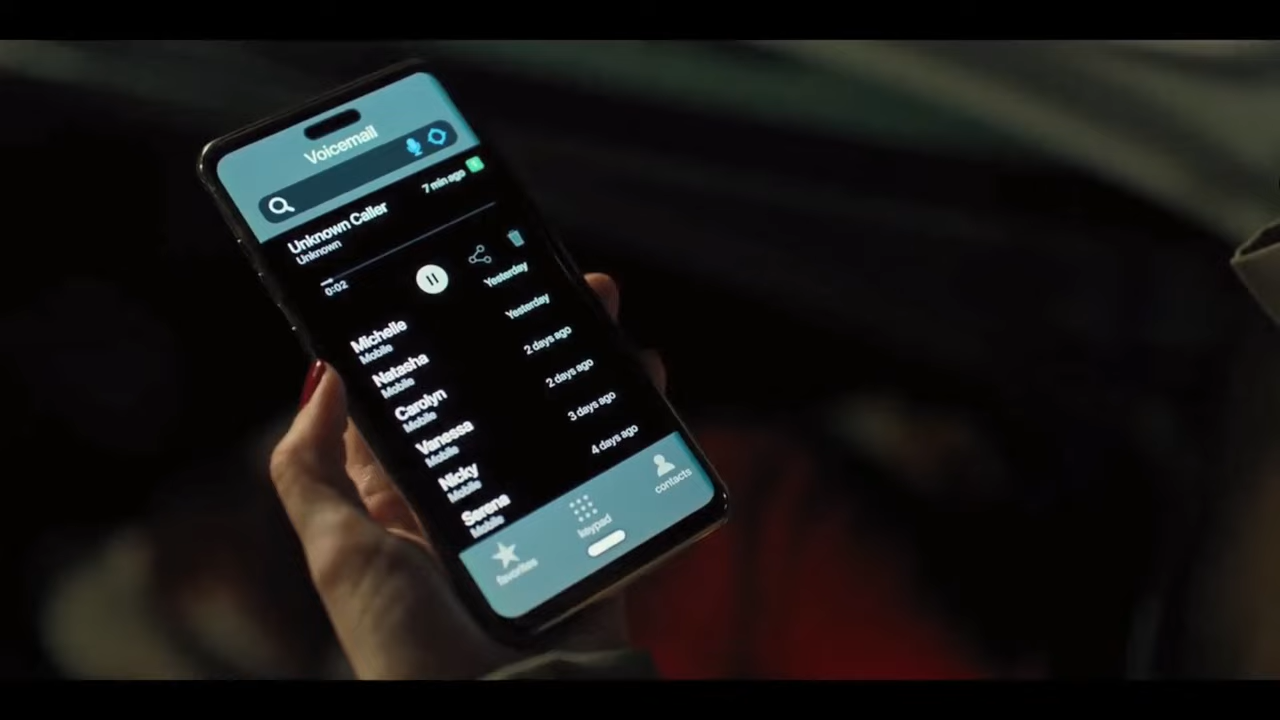 Voicemail
7 min ago
Unknown Caller
Unknown
0:02
Yesterday
Michelle
Mobile
Yesterday
Natasha
Mobile
2 days ago
Carolyn
Mobile
2 days ago
Vanessa
Mobile
3 days ago
Nicky
Mobile
4 days ago
Serena
Mobile
favorites
keypad
contacts